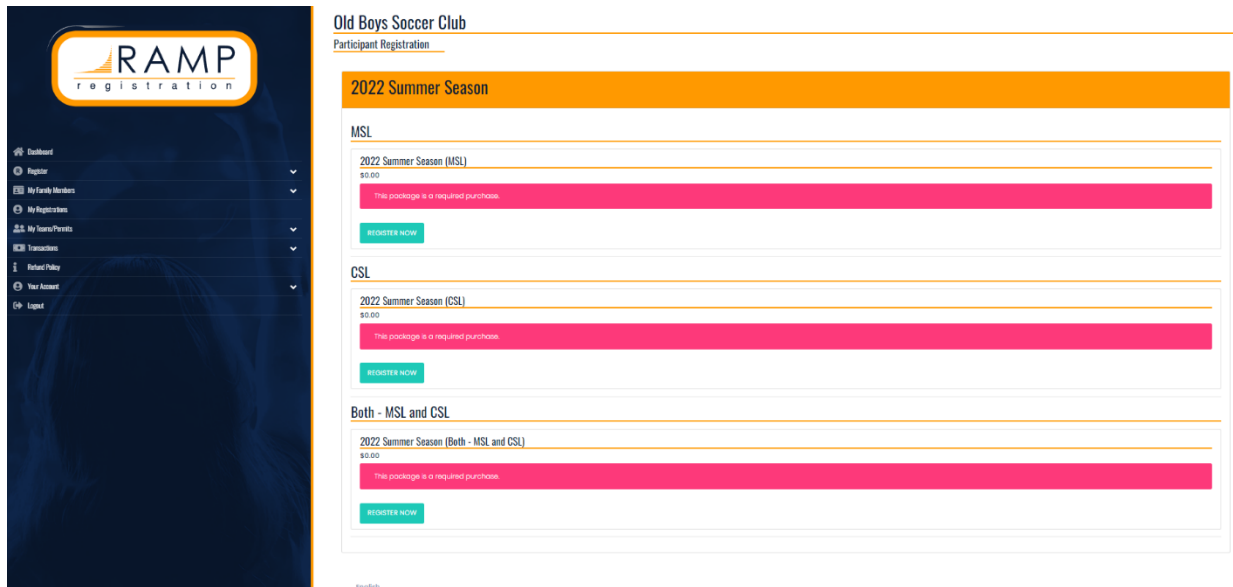 RAMP
registration
Dashboard
Register
My Family Members
My Registrations
My Teams/Permits
Transactions
Refund Policy
Your Account
Logout
Old Boys Soccer Club
Participant Registration
2022 Summer Season
MSL
2022 Summer Season (MSL)
$0.00
This package is a required purchase.
REGISTER NOW
CSL
2022 Summer Season (CSL)
$0.00
This package is a required purchase.
REGISTER NOW
Both - MSL and CSL
2022 Summer Season (Both - MSL and CSL)
$0.00
This package is a required purchase.
REGISTER NOW
English